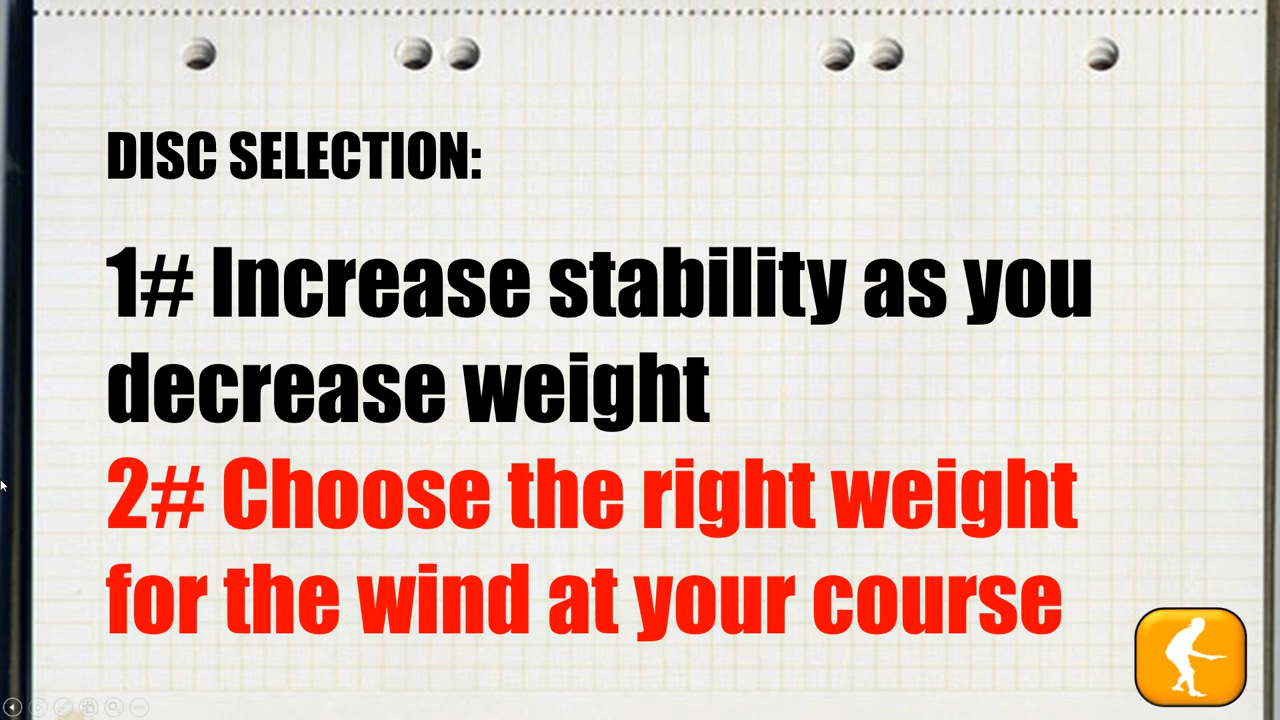 DISC SELECTION:
1# Increase stability as you
decrease weight
2# Choose the right weight
for the wind at your course